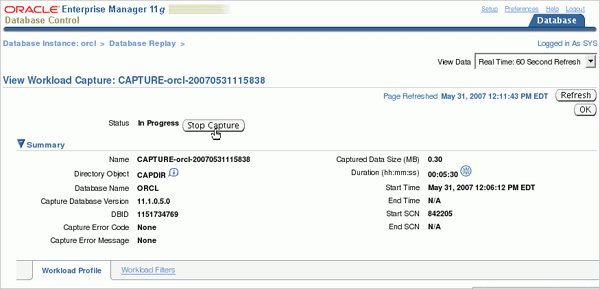 ORACLE Enterprise Manager 11g
Database Control
Setup Preferences Help Logout
Database
Database Instance: orcl > Database Replay >
Logged in As SYS
View Data Real Time: 60 Second Refresh
View Workload Capture: CAPTURE-orcl-20070531115838
Page Refreshed May 31, 2007 12:11:43 PM EDT Refresh
OK
Status In Progress Stop Capture
Summary
Name CAPTURE-orcl-20070531115838
Directory Object CAPDIR
Database Name ORCL
Capture Database Version 11.1.0.5.0
DBID 1151734769
Capture Error Code None
Capture Error Message None
Captured Data Size (MB) 0.30
Duration (hh:mm:ss) 00:05:30
Start Time May 31, 2007 12:06:12 PM EDT
End Time N/A
Start SCN 842205
End SCN N/A
Workload Profile Workload Filters